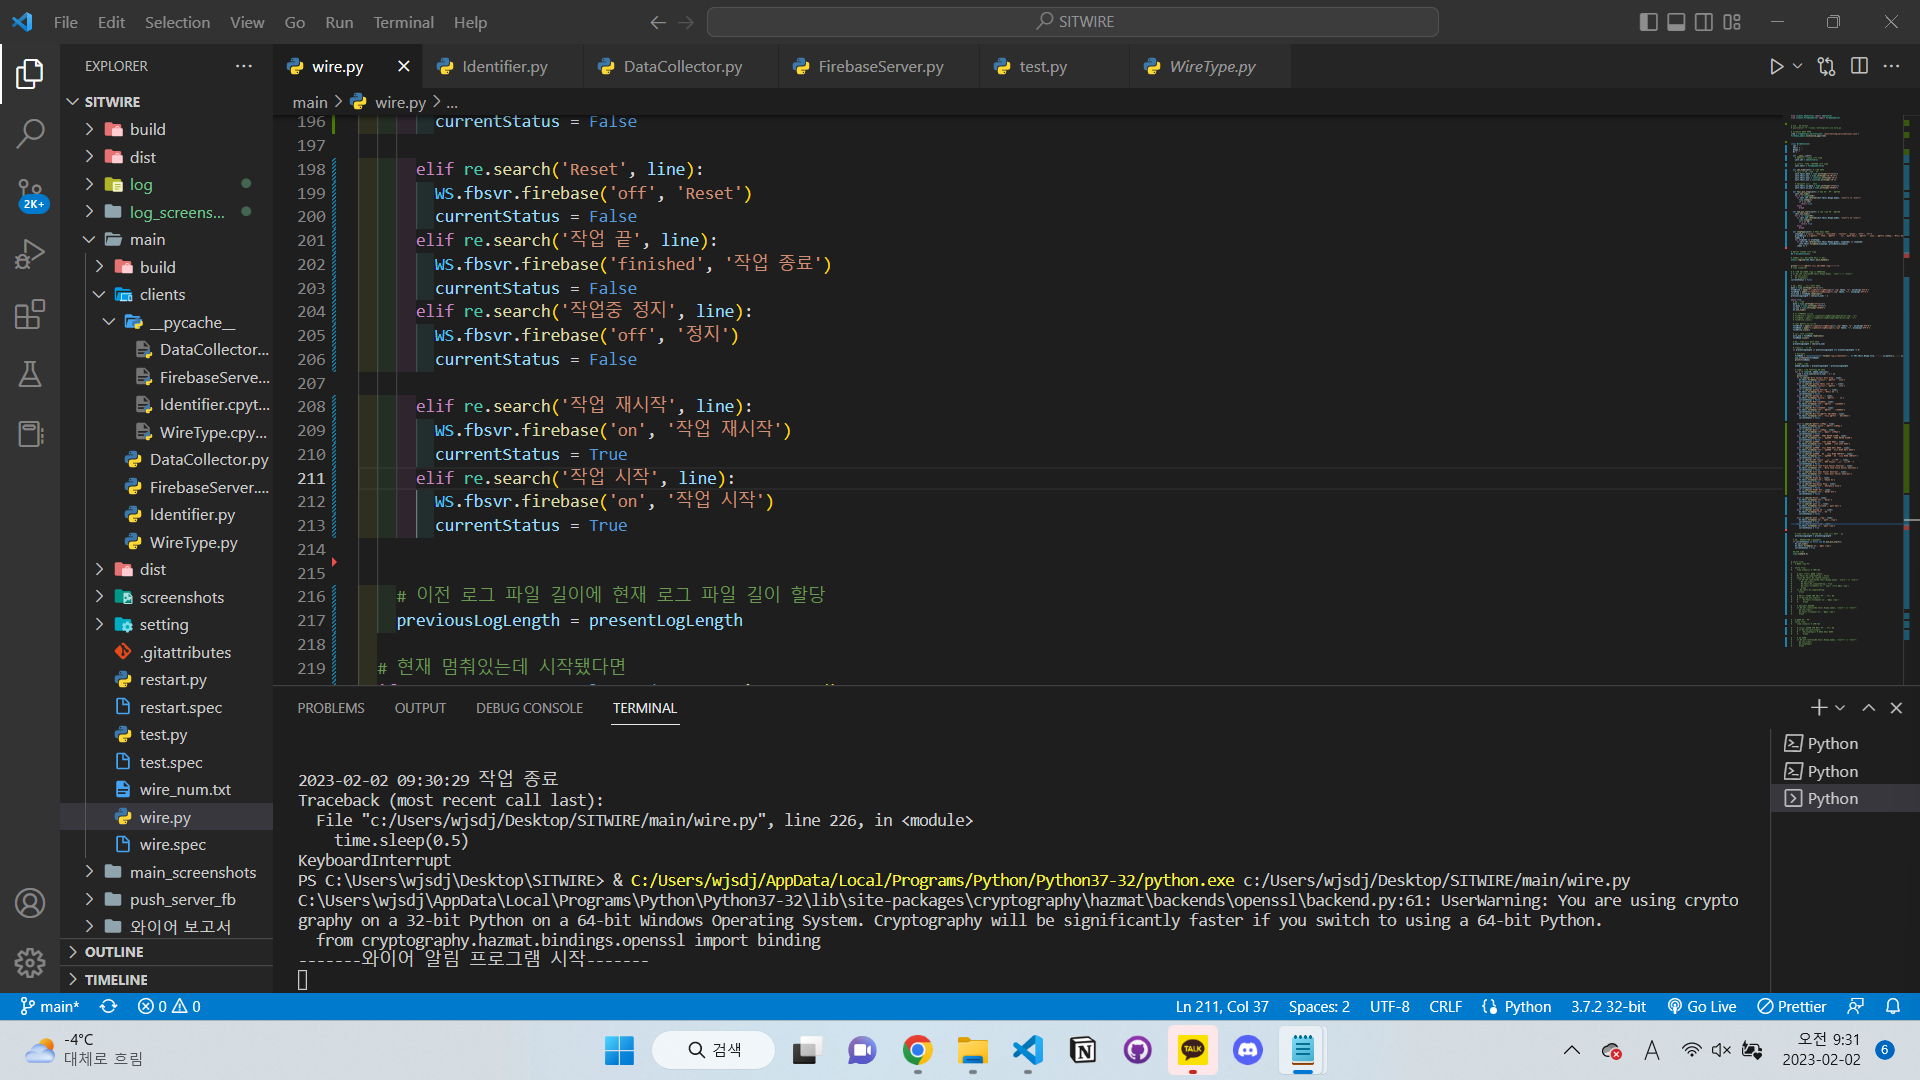 File Edit Selection View Go Run Terminal Help
SITWIRE
EXPLORER
SITWIRE
build
dist
log
log_screens...
main
build
clients
__pycache__
DataCollector...
FirebaseServe...
Identifier.cpyt...
WireType.cpy...
DataCollector.py
FirebaseServer....
Identifier.py
WireType.py
dist
screenshots
setting
.gitattributes
restart.py
restart.spec
test.py
test.spec
wire_num.txt
wire.py
wire.spec
main_screenshots
push_server_fb
와이어 보고서
OUTLINE
TIMELINE
2K+
wire.py Identifier.py DataCollector.py FirebaseServer.py test.py WireType.py
main > wire.py > ...
196 currentStatus = False
197
198 elif re.search('Reset', line):
199 WS.fbsvr.firebase('off', 'Reset')
200 currentStatus = False
201 elif re.search('작업 끝', line):
202 WS.fbsvr.firebase('finished', '작업 종료')
203 currentStatus = False
204 elif re.search('작업중 정지', line):
205 WS.fbsvr.firebase('off', '정지')
206 currentStatus = False
207
208 elif re.search('작업 재시작', line):
209 WS.fbsvr.firebase('on', '작업 재시작')
210 currentStatus = True
211 elif re.search('작업 시작', line):
212 WS.fbsvr.firebase('on', '작업 시작')
213 currentStatus = True
214
215
216 # 이전 로그 파일 길이에 현재 로그 파일 길이 할당
217 previousLogLength = presentLogLength
218
219 # 현재 멈춰있는데 시작됐다면
PROBLEMS OUTPUT DEBUG CONSOLE TERMINAL
2023-02-02 09:30:29 작업 종료
Traceback (most recent call last):
File "c:/Users/wjsdj/Desktop/SITWIRE/main/wire.py", line 226, in <module>
time.sleep(0.5)
KeyboardInterrupt
PS C:\Users\wjsdj\Desktop\SITWIRE> & C:/Users/wjsdj/AppData/Local/Programs/Python/Python37-32/python.exe c:/Users/wjsdj/Desktop/SITWIRE/main/wire.py
C:\Users\wjsdj\AppData\Local\Programs\Python\Python37-32\lib\site-packages\cryptography\hazmat\backends\openssl\backend.py:61: UserWarning: You are using crypto
graphy on a 32-bit Python on a 64-bit Windows Operating System. Cryptography will be significantly faster if you switch to using a 64-bit Python.
from cryptography.hazmat.bindings.openssl import binding
-------와이어 알림 프로그램 시작-------
Python
Python
Python
main* 0 0 Ln 211, Col 37 Spaces: 2 UTF-8 CRLF Python 3.7.2 32-bit Go Live Prettier
-4°C
대체로 흐림
검색
TALK
A
오전 9:31
2023-02-02
6